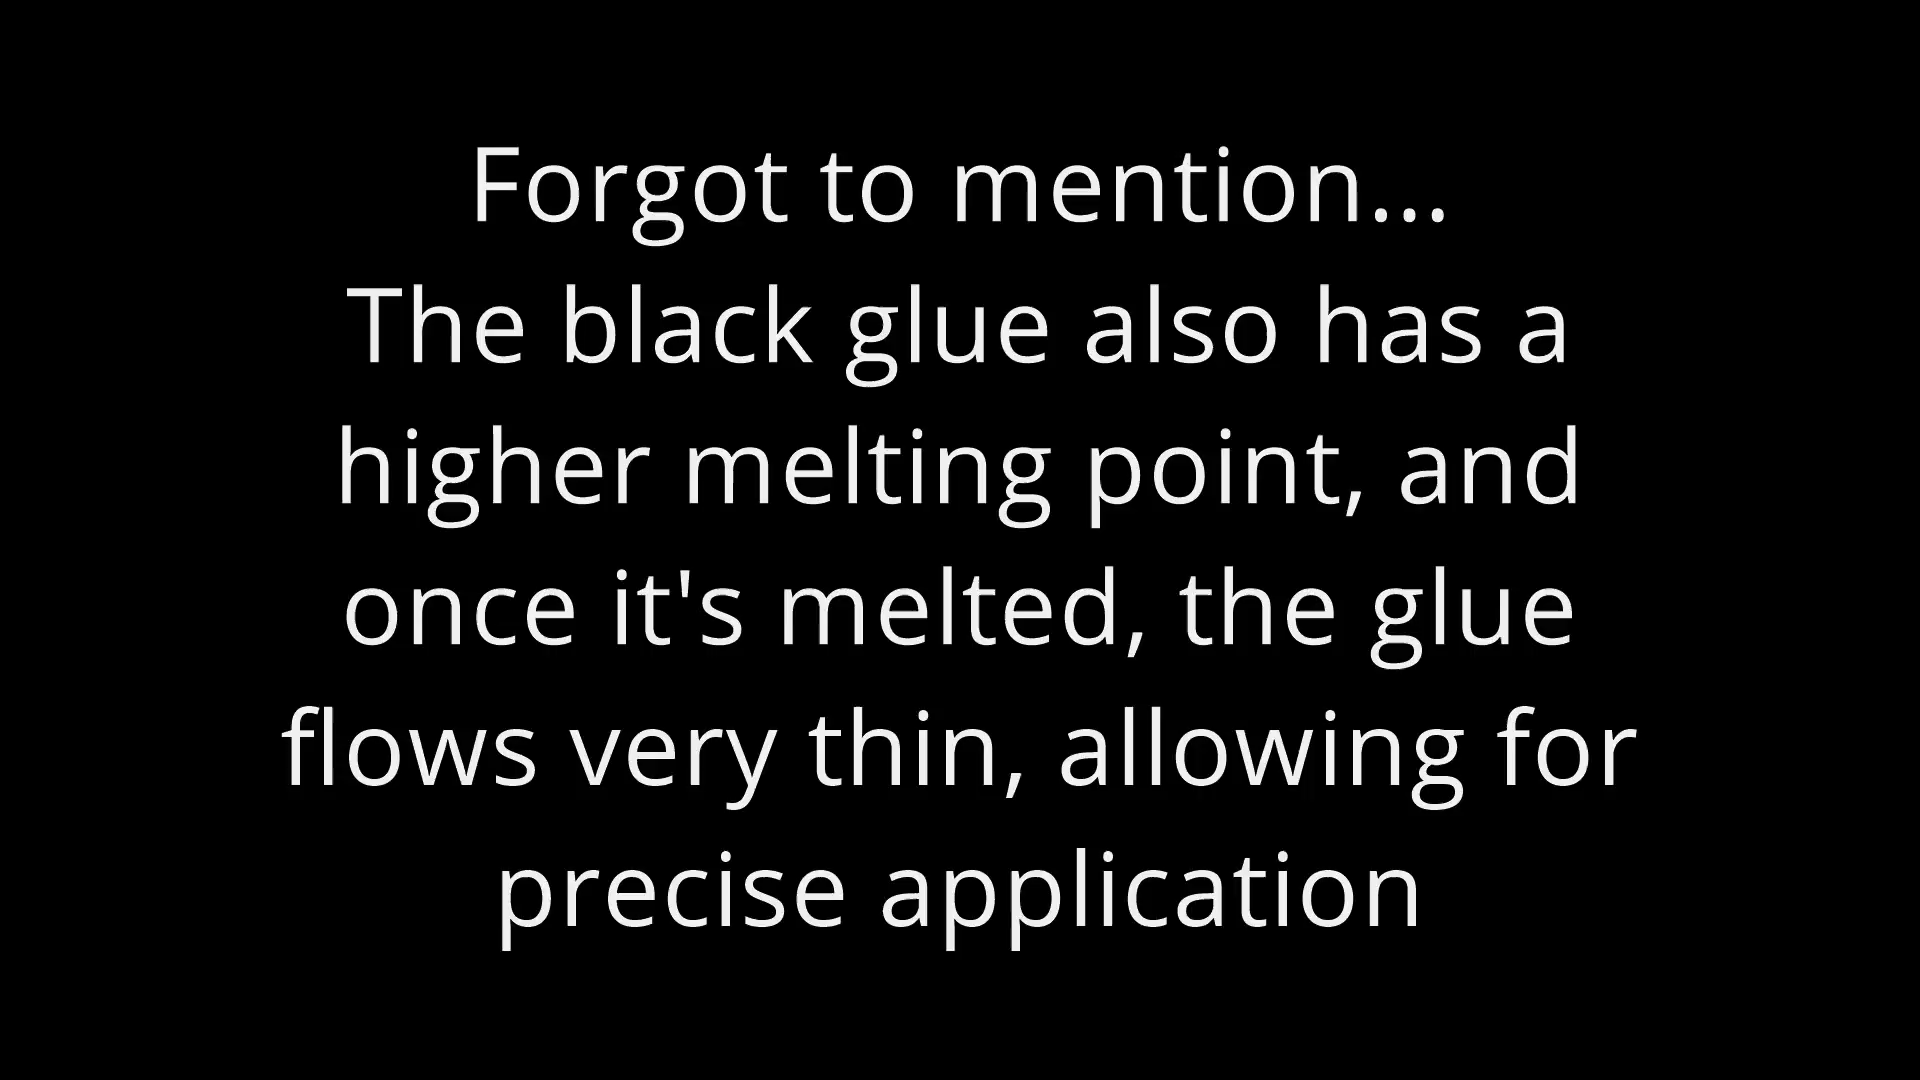 Forgot to mention...
The black glue also has a
higher melting point, and
once it's melted, the glue
flows very thin, allowing for
precise application